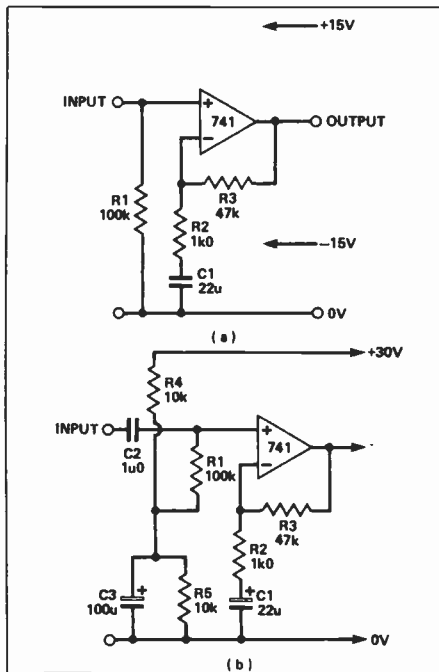 +15V
INPUT
+
741
−
OUTPUT
R1
100k
R3
47k
R2
1k0
−15V
C1
22u
0V
(a)
+30V
R4
10k
INPUT
+
741
−
C2
1u0
R1
100k
R3
47k
R2
1k0
C3
100u
+
R5
10k
+
C1
22u
0V
(b)